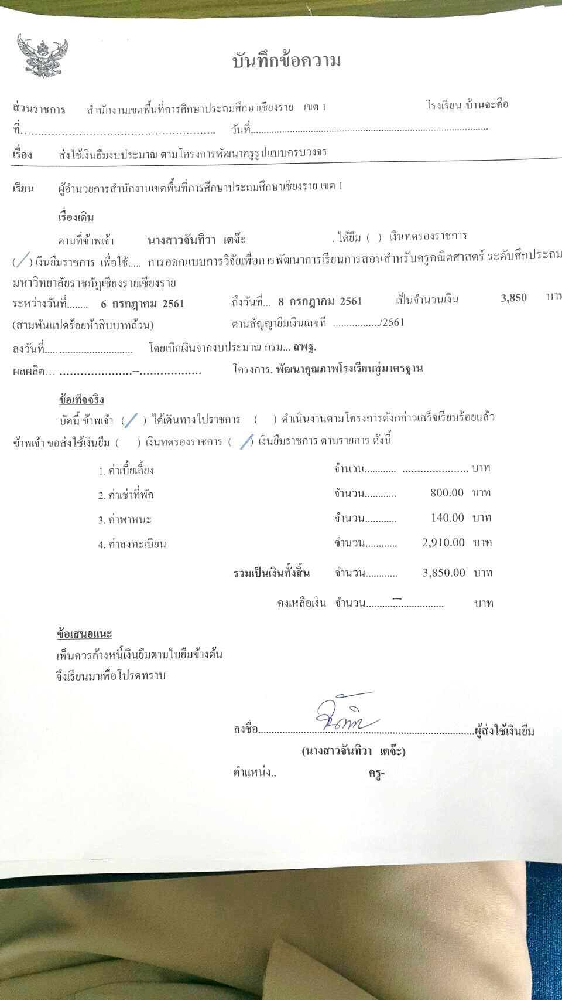 บันทึกข้อความ
ส่วนราชการ สำนักงานเขตพื้นที่การศึกษาประถมศึกษาเชียงราย เขต 1 โรงเรียน บ้านจะคือ
ที่........................................................ วันที่....................................................................................
เรื่อง ส่งใช้เงินยืมงบประมาณ ตามโครงการพัฒนาครูรูปแบบครบวงจร
เรียน ผู้อำนวยการสำนักงานเขตพื้นที่การศึกษาประถมศึกษาเชียงราย เขต 1
เรื่องเดิม
ตามที่ข้าพเจ้า นางสาวจันทิวา เตจ๊ะ . ได้ยืม ( ) เงินทดรองราชการ
( / ) เงินยืมราชการ เพื่อใช้..... การออกแบบการวิจัยเพื่อการพัฒนาการเรียนการสอนสำหรับครูคณิตศาสตร์ ระดับศึกประถม
มหาวิทยาลัยราชภัฏเชียงรายเชียงราย
ระหว่างวันที่........ 6 กรกฎาคม 2561 ถึงวันที่... 8 กรกฎาคม 2561 เป็นจำนวนเงิน 3,850 บาท
(สามพันแปดร้อยห้าสิบบาทถ้วน) ตามสัญญายืมเงินเลขที่ ................./2561
ลงวันที่..... ........................... โดยเบิกเงินจากงบประมาณ กรม... สพฐ.
ผลผลิต... .....................--.................. โครงการ. พัฒนาคุณภาพโรงเรียนสู่มาตรฐาน
ข้อเท็จจริง
บัดนี้ ข้าพเจ้า ( / ) ได้เดินทางไปราชการ ( ) ดำเนินงานตามโครงการดังกล่าวเสร็จเรียบร้อยแล้ว
ข้าพเจ้า ขอส่งใช้เงินยืม ( ) เงินทดรองราชการ ( / ) เงินยืมราชการ ตามรายการ ดังนี้
1. ค่าเบี้ยเลี้ยง จำนวน............ ....................... บาท
2. ค่าเช่าที่พัก จำนวน............ 800.00 บาท
3. ค่าพาหนะ จำนวน............ 140.00 บาท
4. ค่าลงทะเบียน จำนวน............ 2,910.00 บาท
รวมเป็นเงินทั้งสิ้น จำนวน............ 3,850.00 บาท
คงเหลือเงิน จำนวน...........–................ บาท
ข้อเสนอแนะ
เห็นควรล้างหนี้เงินยืมตามใบยืมข้างต้น
จึงเรียนมาเพื่อโปรดทราบ
ลงชื่อ.................................................................................ผู้ส่งใช้เงินยืม
(นางสาวจันทิวา เตจ๊ะ)
ตำแหน่ง.. ครู-